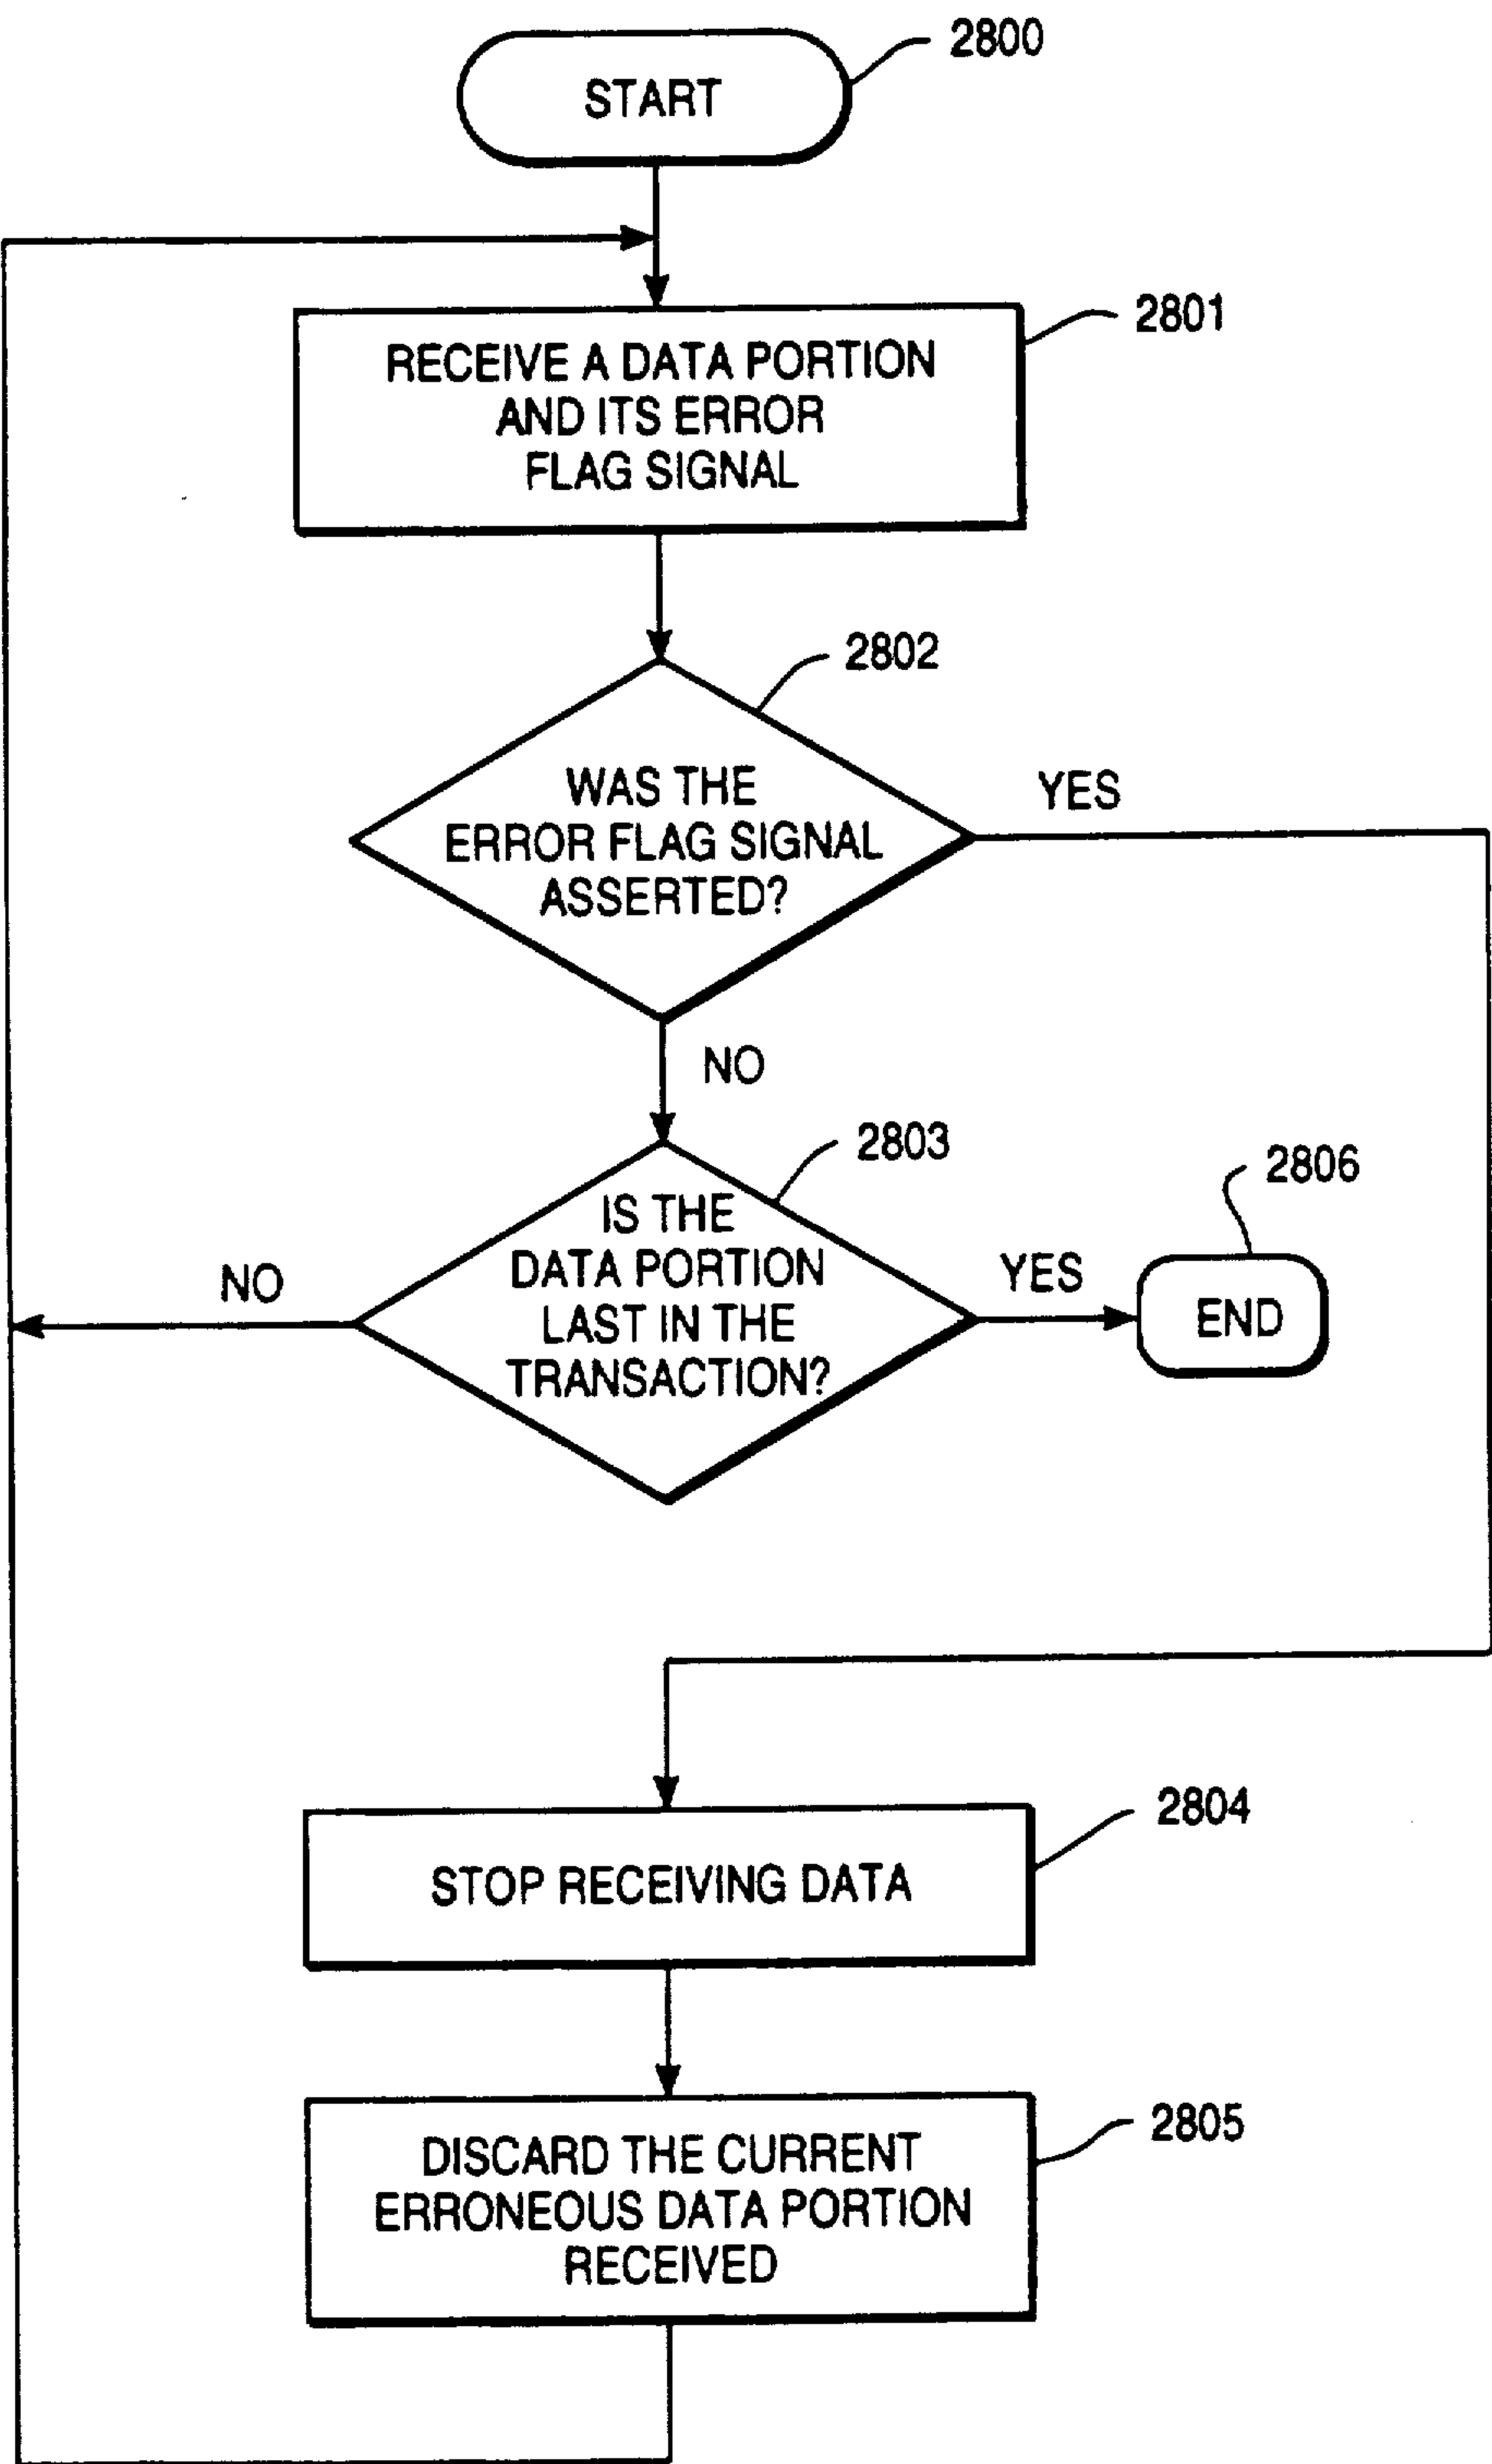 2800
START
2801
RECEIVE A DATA PORTION
AND ITS ERROR
FLAG SIGNAL
2802
WAS THE
ERROR FLAG SIGNAL
ASSERTED?
YES
NO
2803
IS THE
DATA PORTION
LAST IN THE
TRANSACTION?
NO
YES
2806
END
2804
STOP RECEIVING DATA
2805
DISCARD THE CURRENT
ERRONEOUS DATA PORTION
RECEIVED